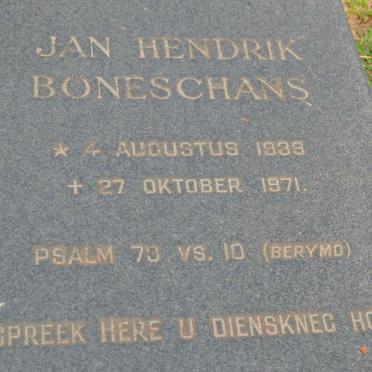 JAN HENDRIK
BONESCHANS
* 4 AUGUSTUS 1939
+ 27 OKTOBER 1971.
PSALM 73 VS. 10 (BERYMD)
SPREEK HERE U DIENSKNEG HO